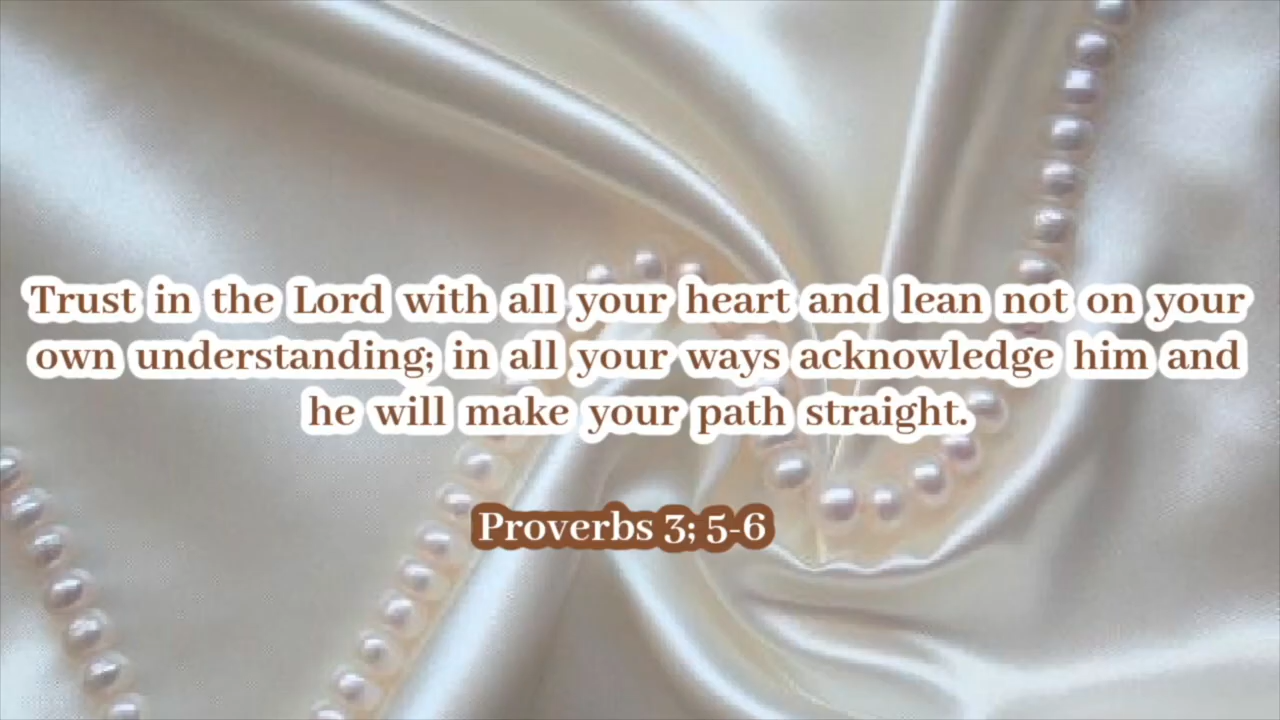 Trust in the Lord with all your heart and lean not on your
own understanding; in all your ways acknowledge him and
he will make your path straight.
Proverbs 3; 5-6